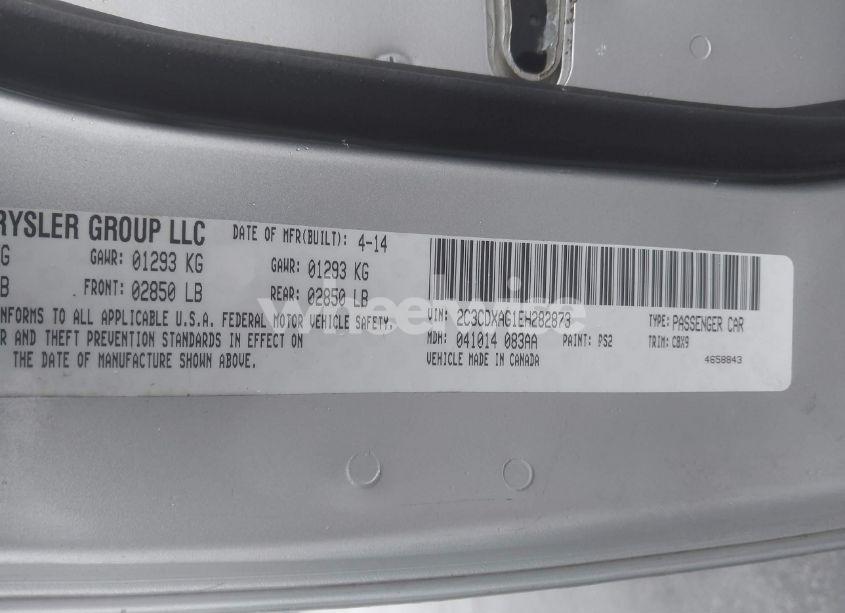 RYSLER GROUP LLC
DATE OF MFR(BUILT): 4-14
G GAWR: 01293 KG GAWR: 01293 KG
B FRONT: 02850 LB REAR: 02850 LB
NFORMS TO ALL APPLICABLE U.S.A. FEDERAL MOTOR VEHICLE SAFETY,
R AND THEFT PREVENTION STANDARDS IN EFFECT ON
THE DATE OF MANUFACTURE SHOWN ABOVE.
VIN: 2C3CDXAG1EH282873 TYPE: PASSENGER CAR
MDH: 041014 083AA PAINT: PS2 TRIM: CBX9
VEHICLE MADE IN CANADA 4658843
wheelwise